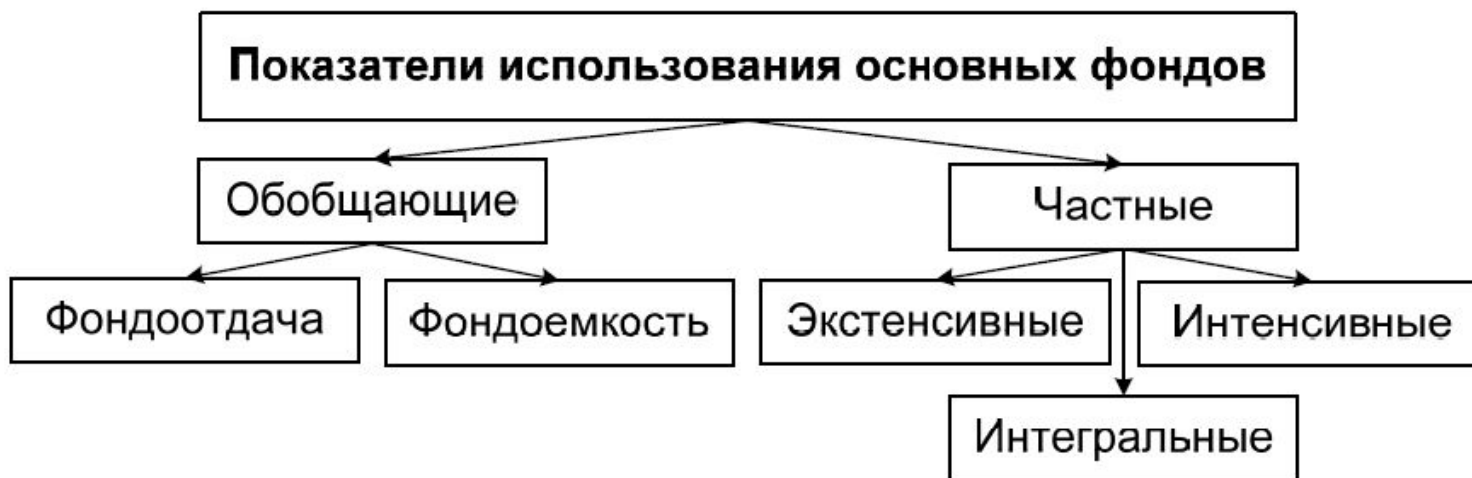 Показатели использования основных фондов
Обобщающие
Частные
Фондоотдача
Фондоемкость
Экстенсивные
Интенсивные
Интегральные